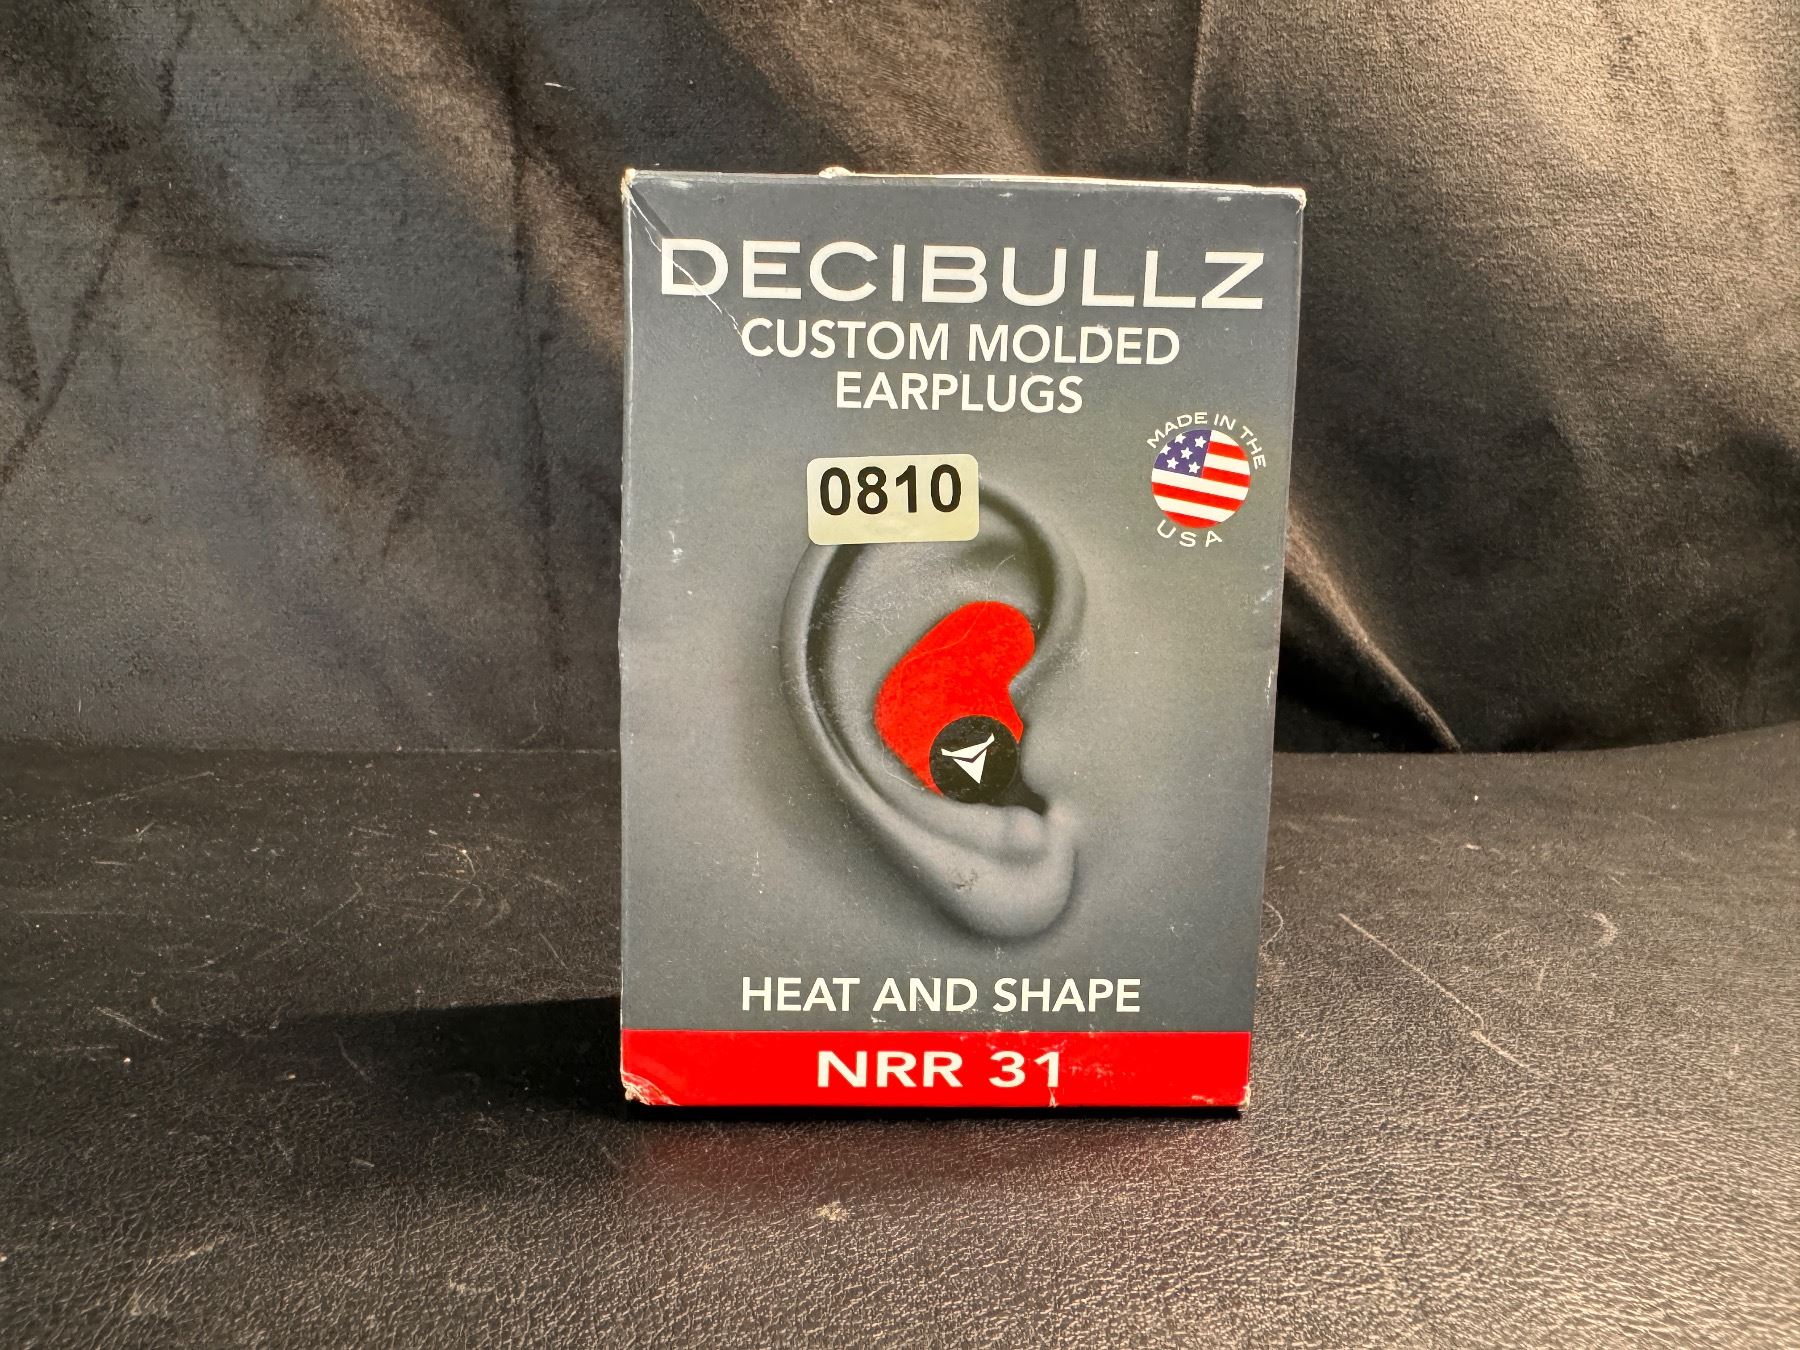 DECIBULLZ
CUSTOM MOLDED
EARPLUGS
MADE IN THE
USA
0810
HEAT AND SHAPE
NRR 31